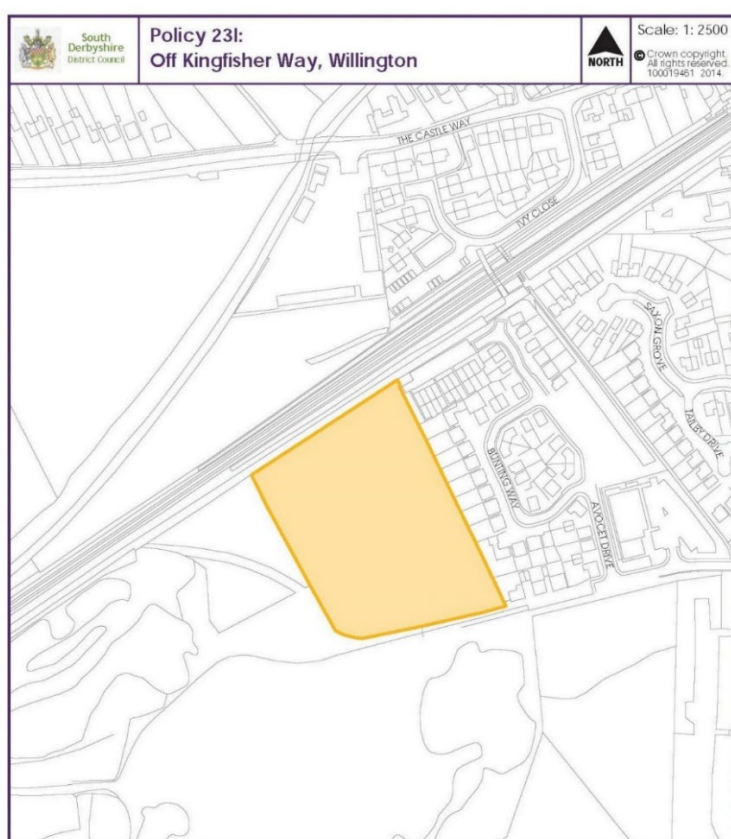 South
Derbyshire
District Council
Policy 23I:
Off Kingfisher Way, Willington
NORTH
Scale: 1: 2500
© Crown copyright.
All rights reserved.
100019461 2014.
THE CASTLE WAY
IVY CLOSE
SAXON GROVE
TAILBY DRIVE
BUNTING WAY
AVOCET DRIVE